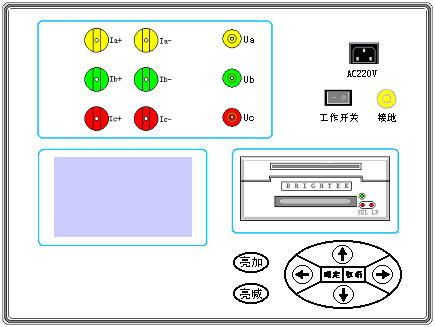 Ia+ Ia- Ua
Ib+ Ib- Ub
Ic+ Ic- Uc
AC220V
工作开关 接地
BRIGHTEK
SEL LF
亮加
亮减
确定 取消